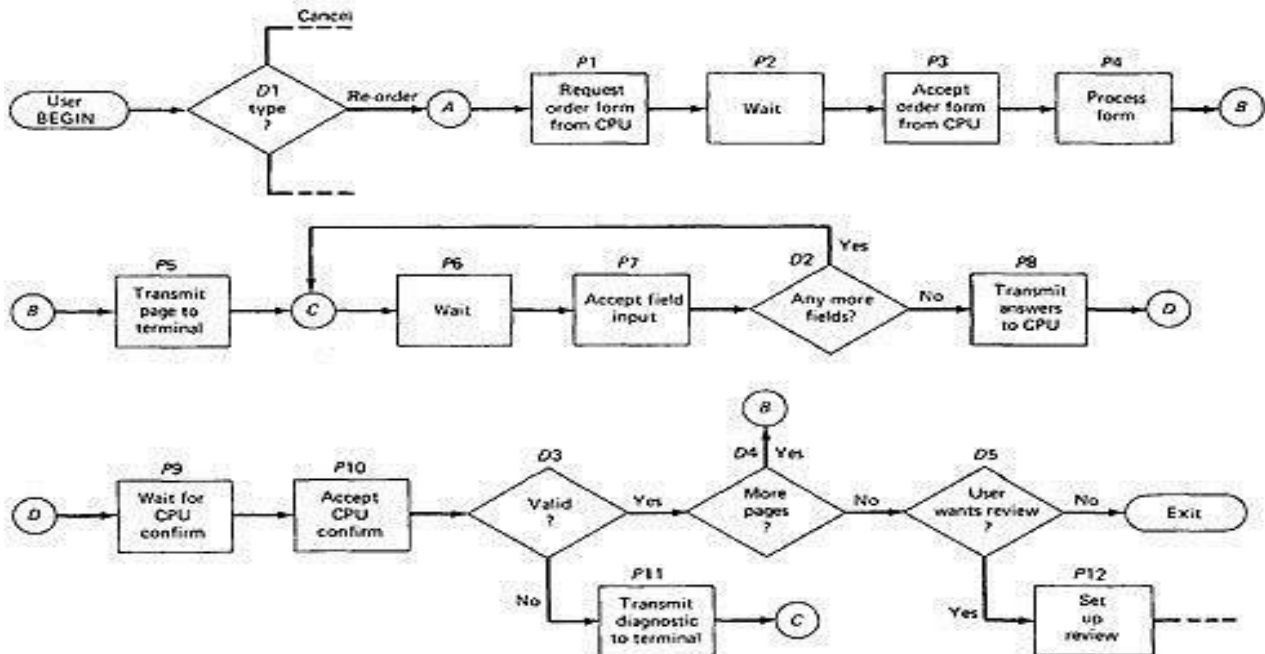 Cancel
P1
P2
P3
P4
User
BEGIN
D1
type
?
Re-order
A
Request
order form
from CPU
Wait
Accept
order form
from CPU
Process
form
B
Yes
P5
P6
P7
D2
P8
B
Transmit
page to
terminal
C
Wait
Accept field
input
Any more
fields?
No
Transmit
answers
to CPU
D
B
P9
P10
D3
D4
Yes
D5
D
Wait for
CPU
confirm
Accept
CPU
confirm
Valid
?
Yes
More
pages
?
No
User
wants review
?
No
Exit
No
P11
Transmit
diagnostic
to terminal
C
Yes
P12
Set
up
review